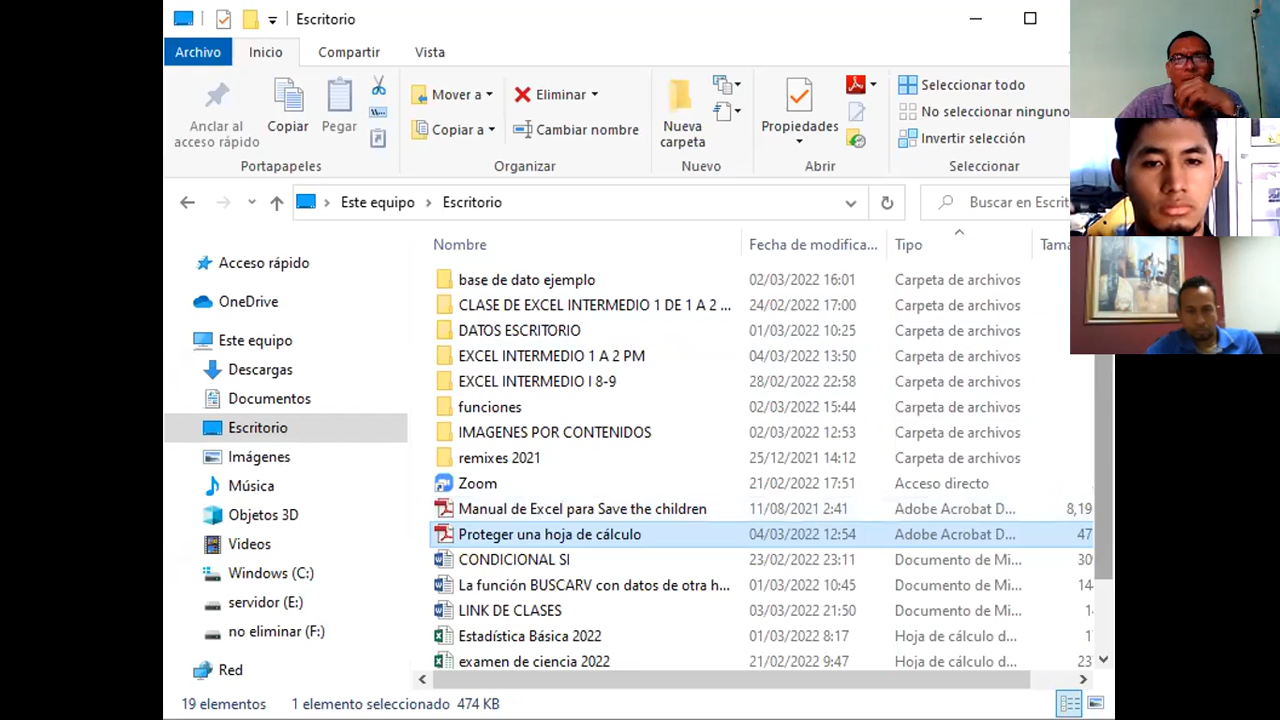 Escritorio
Archivo Inicio Compartir Vista
Anclar al acceso rápido
Copiar
Pegar
Mover a
Copiar a
Eliminar
Cambiar nombre
Nueva carpeta
Propiedades
Seleccionar todo
No seleccionar ninguno
Invertir selección
Portapapeles Organizar Nuevo Abrir Seleccionar
Este equipo Escritorio Buscar en Escrit
Nombre Fecha de modifica... Tipo Tama
Acceso rápido
OneDrive
Este equipo
Descargas
Documentos
Escritorio
Imágenes
Música
Objetos 3D
Videos
Windows (C:)
servidor (E:)
no eliminar (F:)
Red
base de dato ejemplo 02/03/2022 16:01 Carpeta de archivos
CLASE DE EXCEL INTERMEDIO 1 DE 1 A 2 ... 24/02/2022 17:00 Carpeta de archivos
DATOS ESCRITORIO 01/03/2022 10:25 Carpeta de archivos
EXCEL INTERMEDIO 1 A 2 PM 04/03/2022 13:50 Carpeta de archivos
EXCEL INTERMEDIO I 8-9 28/02/2022 22:58 Carpeta de archivos
funciones 02/03/2022 15:44 Carpeta de archivos
IMAGENES POR CONTENIDOS 02/03/2022 12:53 Carpeta de archivos
remixes 2021 25/12/2021 14:12 Carpeta de archivos
Zoom 21/02/2022 17:51 Acceso directo
Manual de Excel para Save the children 11/08/2021 2:41 Adobe Acrobat D... 8,19
Proteger una hoja de cálculo 04/03/2022 12:54 Adobe Acrobat D... 47
CONDICIONAL SI 23/02/2022 23:11 Documento de Mi... 30
La función BUSCARV con datos de otra h... 01/03/2022 10:45 Documento de Mi... 14
LINK DE CLASES 03/03/2022 21:50 Documento de Mi...
Estadística Básica 2022 01/03/2022 8:17 Hoja de cálculo d...
examen de ciencia 2022 21/02/2022 9:47 Hoja de cálculo d... 23
19 elementos 1 elemento seleccionado 474 KB